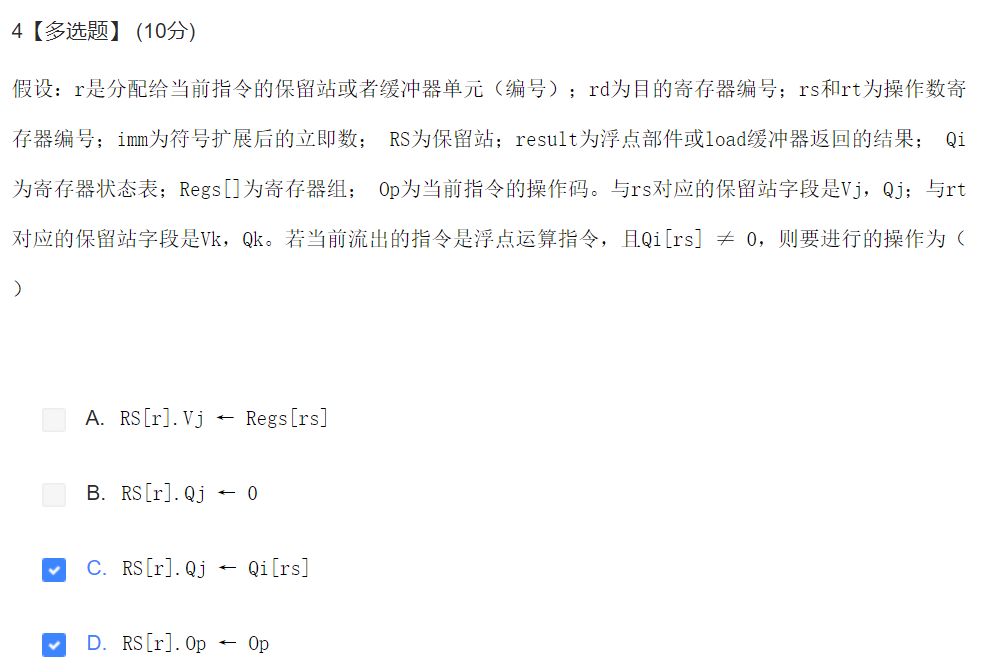 4【多选题】 (10分)
假设: r是分配给当前指令的保留站或者缓冲器单元（编号）; rd为目的寄存器编号; rs和rt为操作数寄
存器编号; imm为符号扩展后的立即数; RS为保留站; result为浮点部件或load缓冲器返回的结果; Qi
为寄存器状态表; Regs[]为寄存器组; Op为当前指令的操作码。与rs对应的保留站字段是Vj, Qj; 与rt
对应的保留站字段是Vk, Qk。若当前流出的指令是浮点运算指令, 且Qi[rs] ≠ 0, 则要进行的操作为（
）
A. RS[r].Vj ← Regs[rs]
B. RS[r].Qj ← 0
C. RS[r].Qj ← Qi[rs]
D. RS[r].Op ← Op